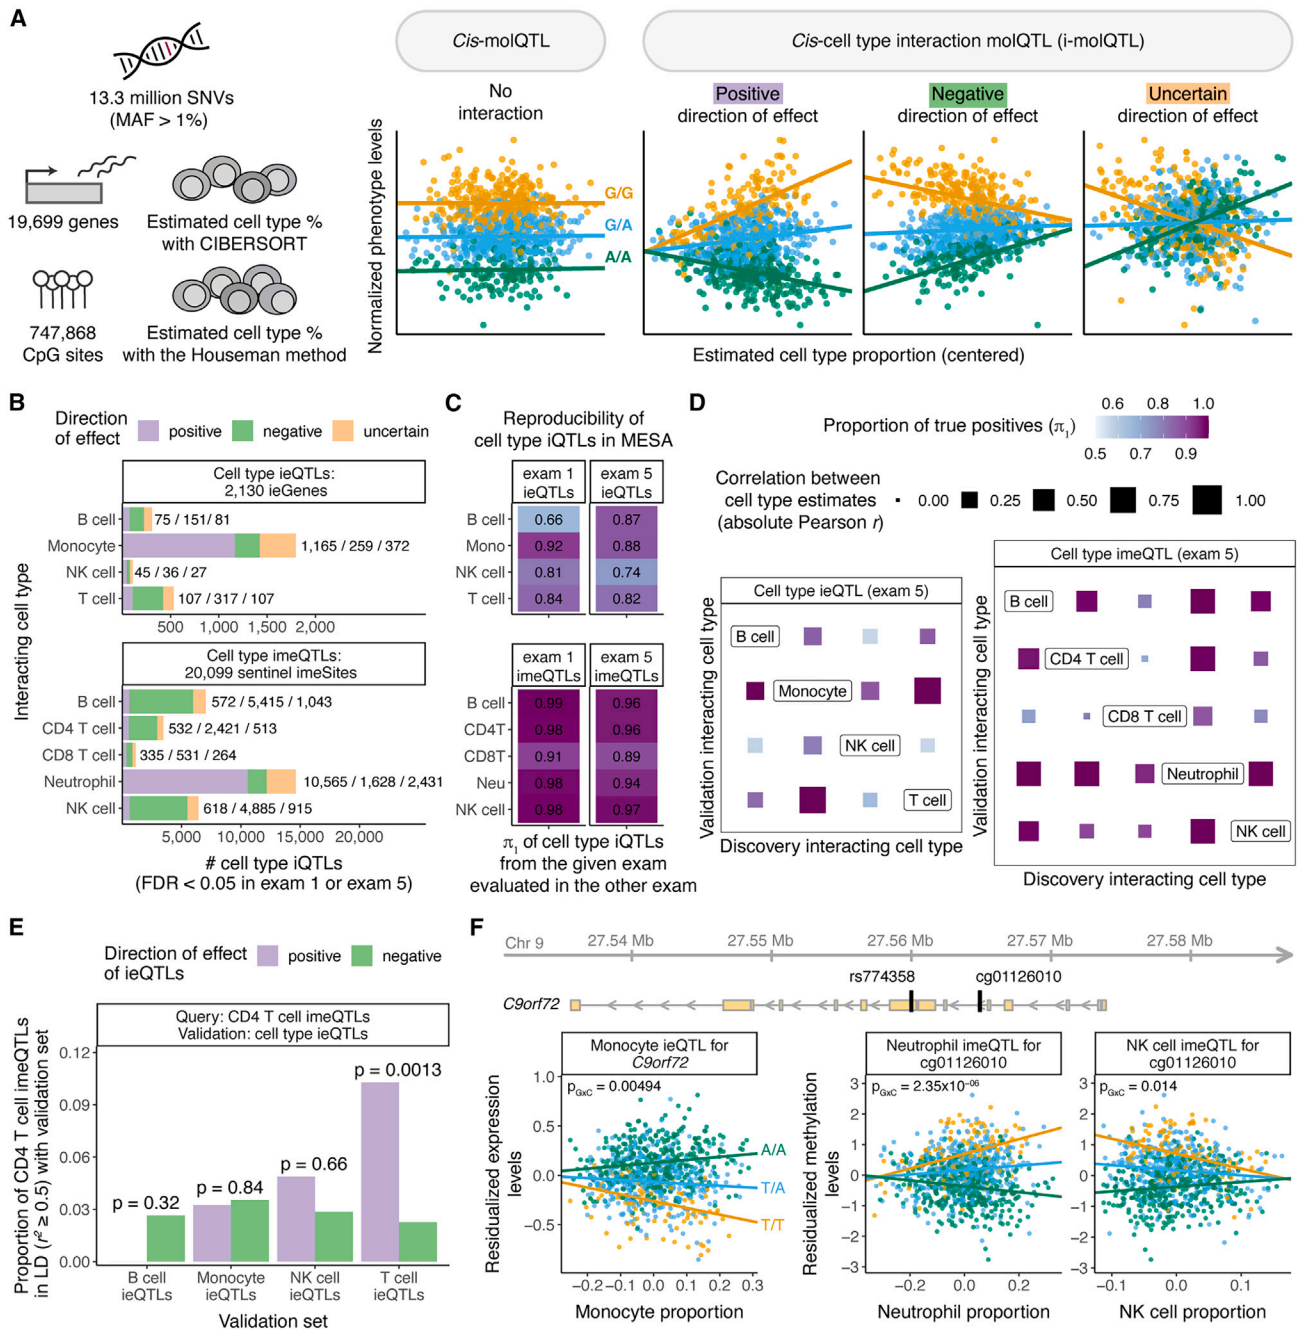 A
13.3 million SNVs
(MAF > 1%)
19,699 genes
Estimated cell type %
with CIBERSORT
747,868
CpG sites
Estimated cell type %
with the Houseman method
Cis-molQTL
Cis-cell type interaction molQTL (i-molQTL)
No
interaction
Positive
direction of effect
Negative
direction of effect
Uncertain
direction of effect
Normalized phenotype levels
G/G
G/A
A/A
Estimated cell type proportion (centered)
B
Direction
of effect
positive
negative
uncertain
Interacting cell type
Cell type ieQTLs:
2,130 ieGenes
B cell
75 / 151/ 81
Monocyte
1,165 / 259 / 372
NK cell
45 / 36 / 27
T cell
107 / 317 / 107
500 1,000 1,500 2,000
Cell type imeQTLs:
20,099 sentinel imeSites
B cell
572 / 5,415 / 1,043
CD4 T cell
532 / 2,421 / 513
CD8 T cell
335 / 531 / 264
Neutrophil
10,565 / 1,628 / 2,431
NK cell
618 / 4,885 / 915
5,000 10,000 15,000 20,000
# cell type iQTLs
(FDR < 0.05 in exam 1 or exam 5)
C
Reproducibility of
cell type iQTLs in MESA
exam 1
ieQTLs
exam 5
ieQTLs
B cell 0.66 0.87
Mono 0.92 0.88
NK cell 0.81 0.74
T cell 0.84 0.82
exam 1
imeQTLs
exam 5
imeQTLs
B cell 0.99 0.96
CD4T 0.98 0.96
CD8T 0.91 0.89
Neu 0.98 0.94
NK cell 0.98 0.97
π1 of cell type iQTLs
from the given exam
evaluated in the other exam
D
Proportion of true positives (π1)
0.6 0.8 1.0
0.5 0.7 0.9
Correlation between
cell type estimates
(absolute Pearson r)
0.00 0.25 0.50 0.75 1.00
Validation interacting cell type
Cell type ieQTL (exam 5)
B cell
Monocyte
NK cell
T cell
Discovery interacting cell type
Validation interacting cell type
Cell type imeQTL (exam 5)
B cell
CD4 T cell
CD8 T cell
Neutrophil
NK cell
Discovery interacting cell type
E
Direction of effect
of ieQTLs
positive
negative
Proportion of CD4 T cell imeQTLs
in LD (r² ≥ 0.5) with validation set
Query: CD4 T cell imeQTLs
Validation: cell type ieQTLs
0.12
0.09
0.06
0.03
0.00
p = 0.32
p = 0.84
p = 0.66
p = 0.0013
B cell
ieQTLs
Monocyte
ieQTLs
NK cell
ieQTLs
T cell
ieQTLs
Validation set
F
Chr 9
27.54 Mb
27.55 Mb
27.56 Mb
27.57 Mb
27.58 Mb
rs774358
cg01126010
C9orf72
Monocyte ieQTL for
C9orf72
pGxC = 0.00494
Residualized expression
levels
1.0
0.5
0.0
−0.5
A/A
T/A
T/T
−0.2 −0.1 0.0 0.1 0.2 0.3
Monocyte proportion
Neutrophil imeQTL for
cg01126010
pGxC = 2.35x10⁻⁰⁶
Residualized methylation
levels
3
2
1
0
−1
−2
−3
−0.2 0.0 0.2
Neutrophil proportion
NK cell imeQTL for
cg01126010
pGxC = 0.014
3
2
1
0
−1
−2
−3
−0.1 0.0 0.1
NK cell proportion